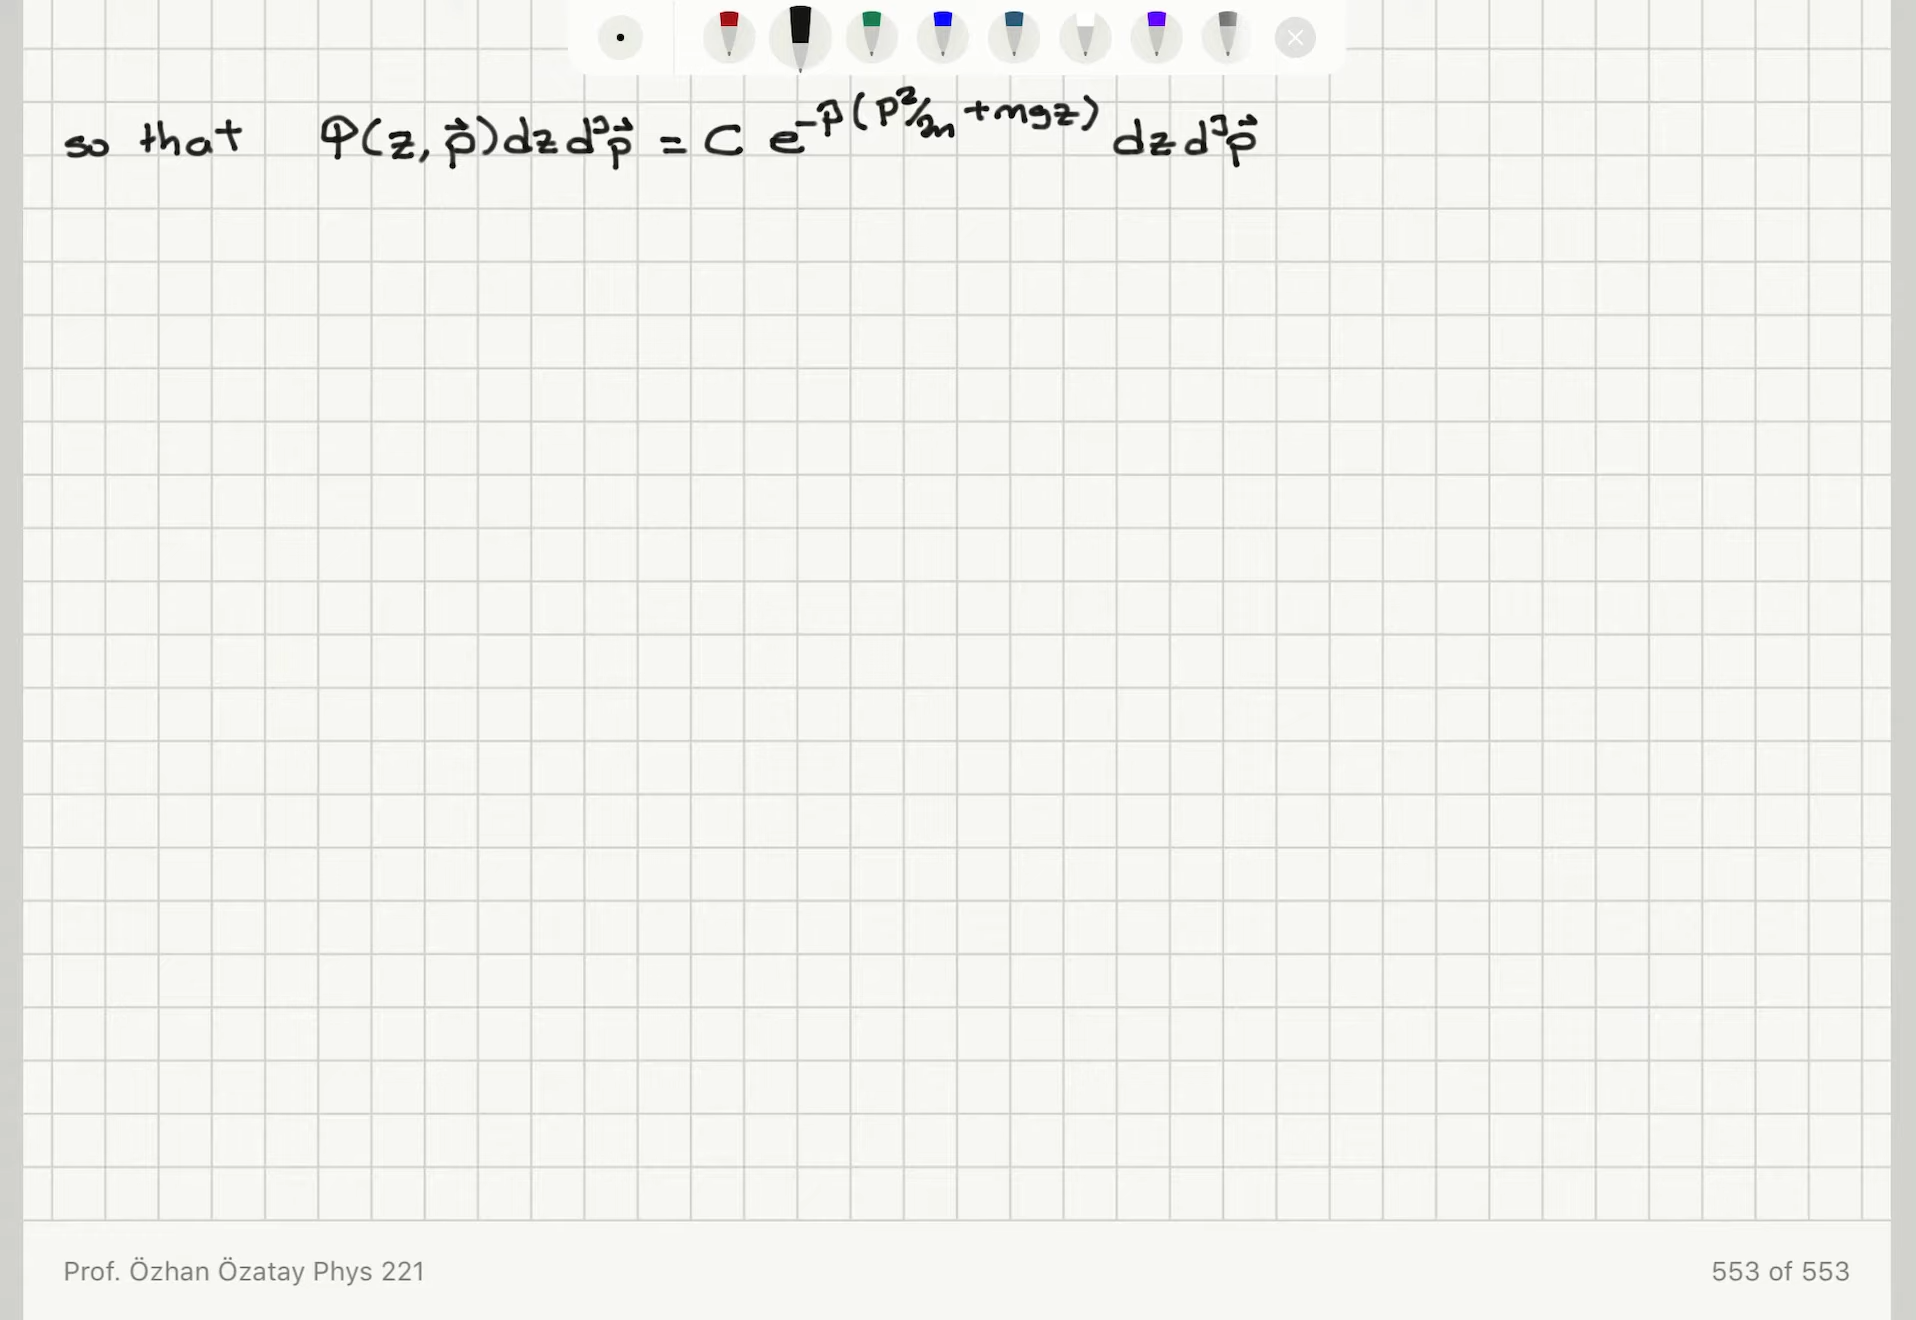 so that Φ(z, p⃗)dz d³p⃗ = C e^{-β(p²/2m + mgz)} dz d³p⃗
Prof. Özhan Özatay Phys 221
553 of 553